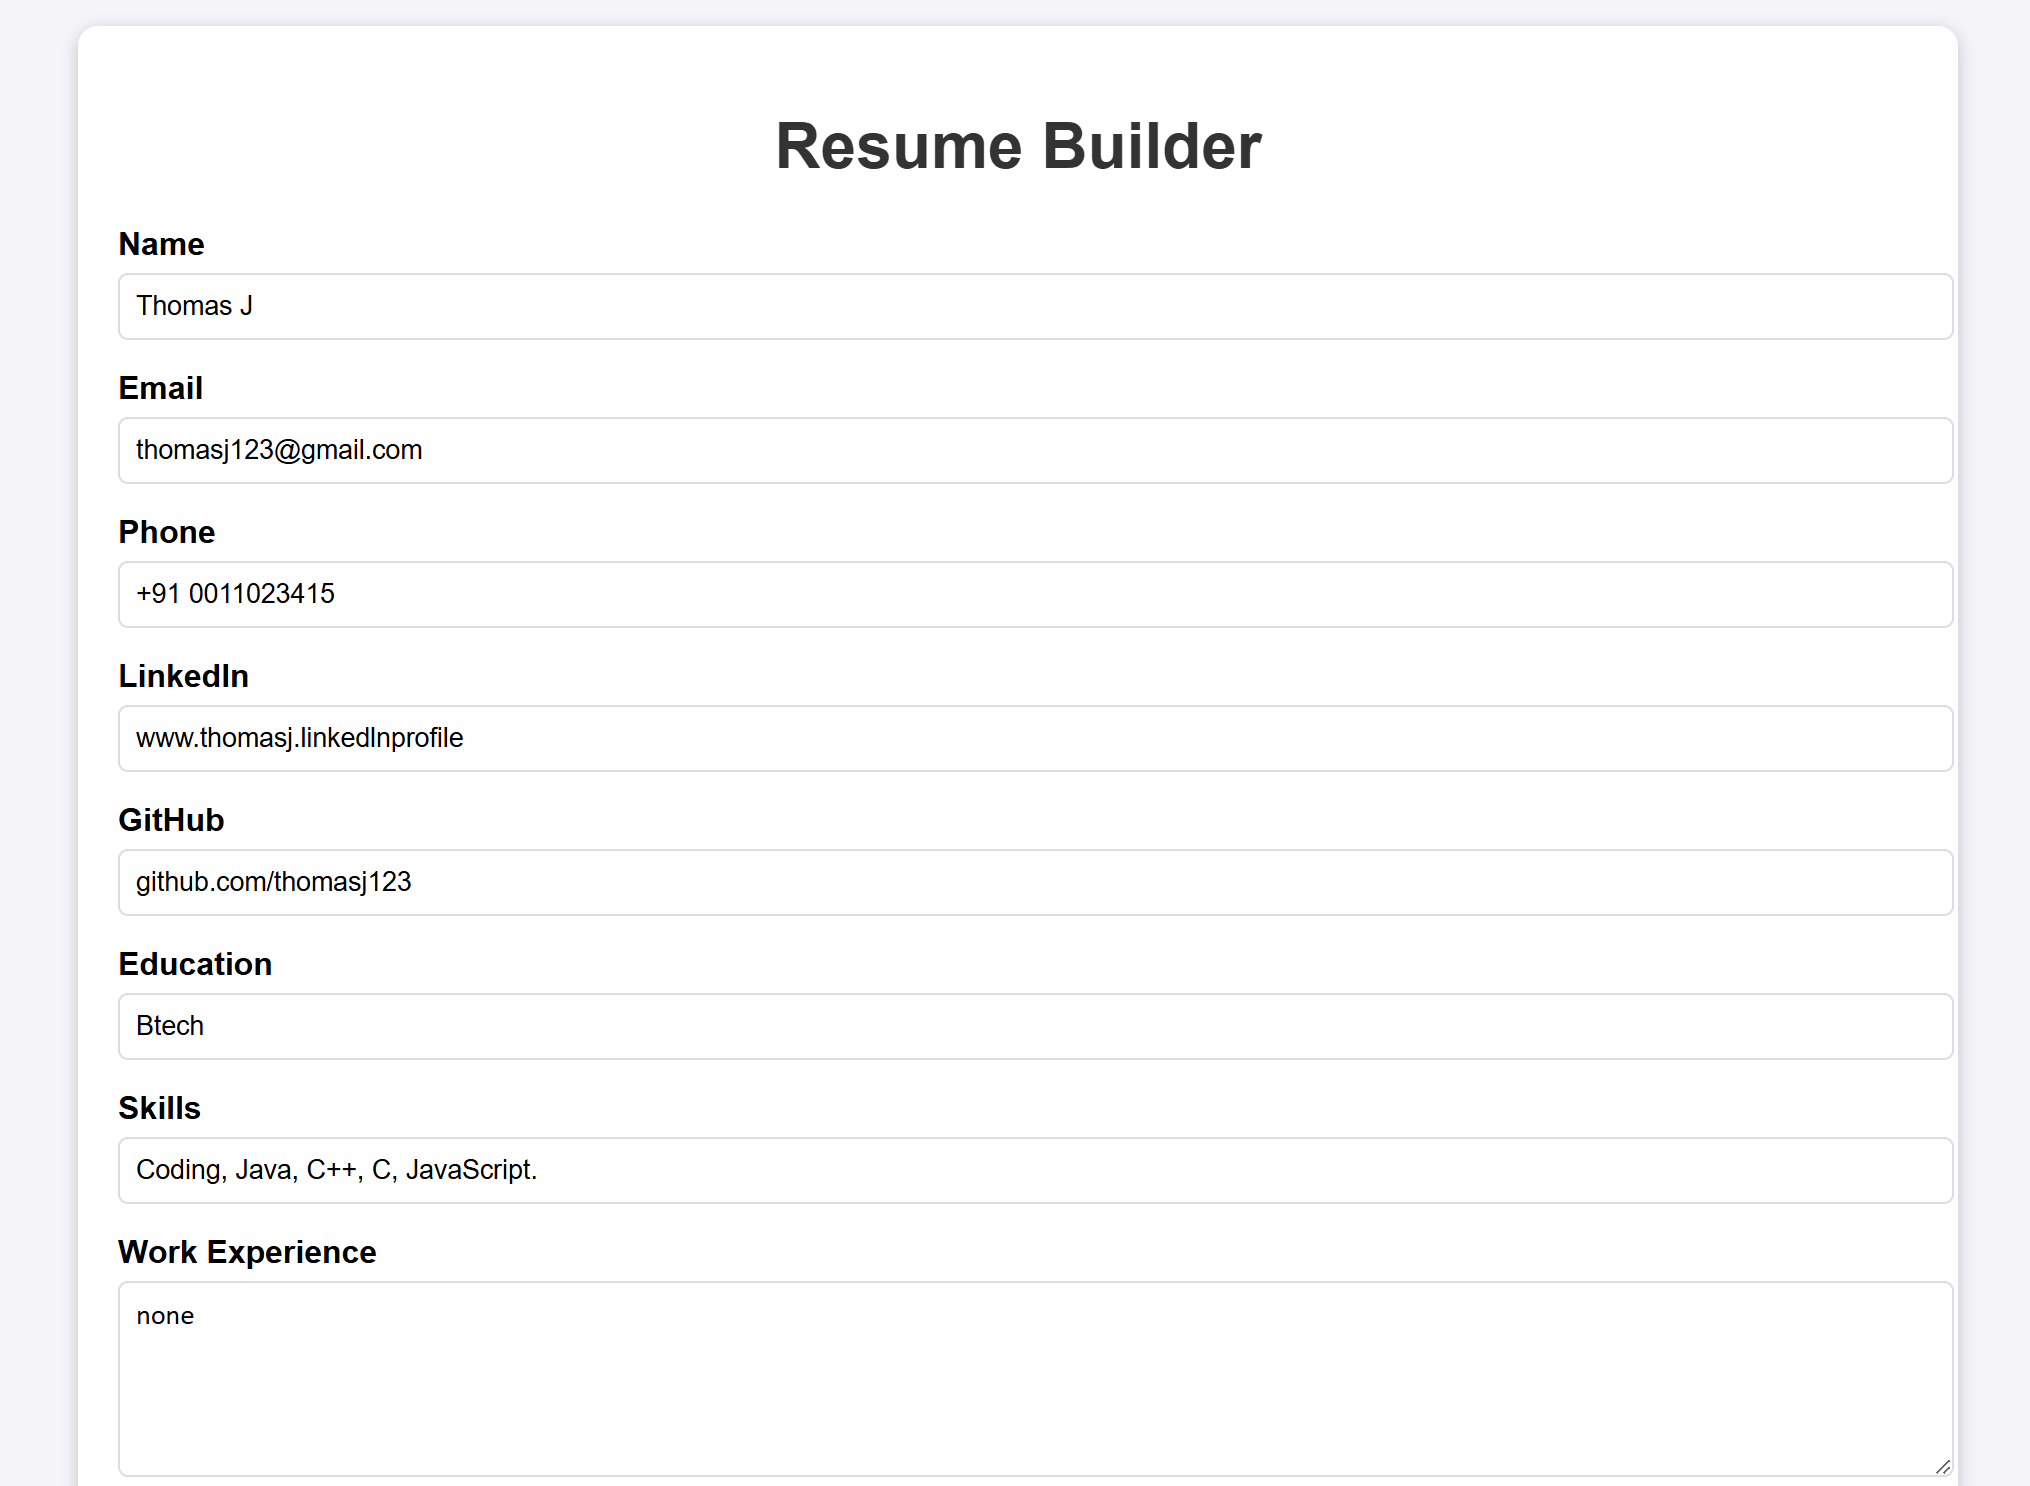 Resume Builder
Name
Thomas J
Email
thomasj123@gmail.com
Phone
+91 0011023415
LinkedIn
www.thomasj.linkedInprofile
GitHub
github.com/thomasj123
Education
Btech
Skills
Coding, Java, C++, C, JavaScript.
Work Experience
none